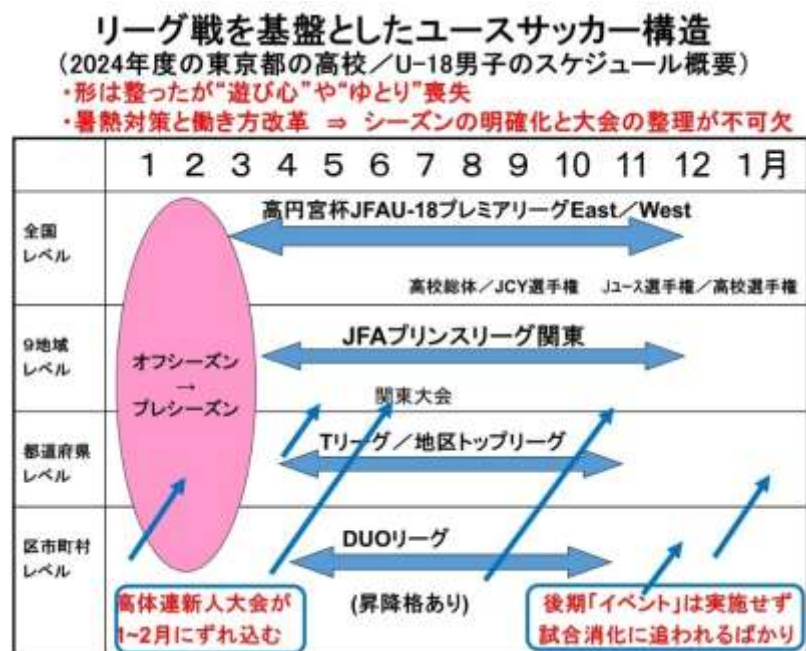 リーグ戦を基盤としたユースサッカー構造
(2024年度の東京都の高校／U-18男子のスケジュール概要)
・形は整ったが“遊び心”や“ゆとり”喪失
・暑熱対策と働き方改革 ⇒ シーズンの明確化と大会の整理が不可欠
1 2 3 4 5 6 7 8 9 10 11 12 1月
全国
レベル
高円宮杯JFAU-18プレミアリーグEast／West
高校総体／JCY選手権 Jユース選手権／高校選手権
9地域
レベル
JFAプリンスリーグ関東
オフシーズン
→
プレシーズン
関東大会
都道府県
レベル
Tリーグ／地区トップリーグ
区市町村
レベル
DUOリーグ
(昇降格あり)
高体連新人大会が
1~2月にずれ込む
後期「イベント」は実施せず
試合消化に追われるばかり